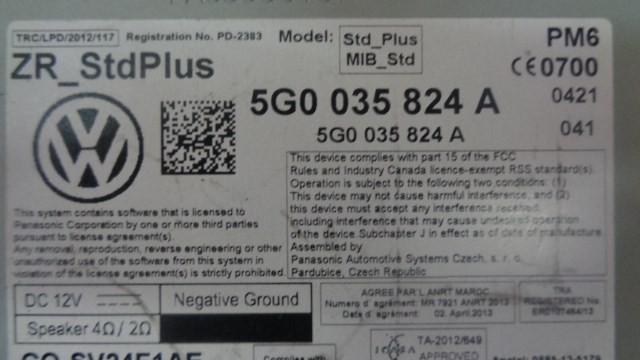 TRC/LPD/2012/117 Registration No. PD-2383 Model: Std_Plus MIB_Std PM6
ZR_StdPlus
CE0700
5G0 035 824 A 0421
5G0 035 824 A 041
This device complies with part 15 of the FCC
Rules and Industry Canada licence-exempt RSS standard(s).
Operation is subject to the following two conditions: (1)
This device may not cause harmful interference, and (2)
this device must accept any interference received,
including interference that may cause undesired operation
of the device.Subchapter J in effect as of date of manufacture
Assembled by
Panasonic Automotive Systems Czech, s. r. o.
Pardubice, Czech Republic
This system contains software that is licensed to
Panasonic Corporation by one or more third parties
pursuant to license agreement(s).
Any removal, reproduction, reverse engineering or other
unauthorized use of the software from this system in
violation of the license agreement(s) is strictly prohibited.
DC 12V Negative Ground
Speaker 4Ω/ 2Ω
AGREE PAR L'ANRT MAROC
Numero d'agrément: MR 7921 ANRT 2013
Date d'agrément: 02. April.2013
TRA
REGISTERED No
TA-2012/649
APPROVED